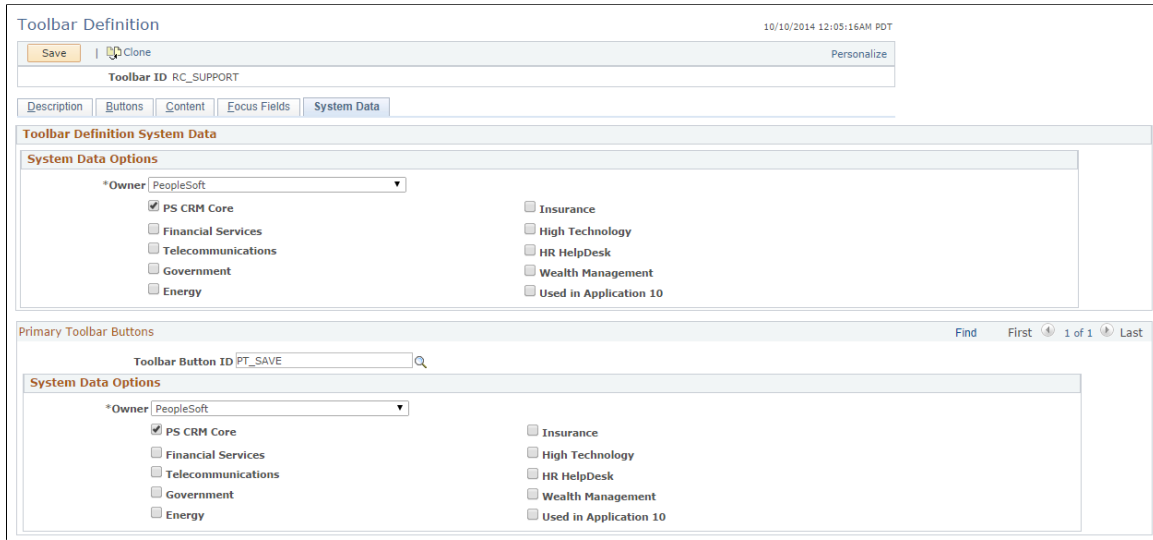 Toolbar Definition
10/10/2014 12:05:16AM PDT
Save | Clone Personalize
Toolbar ID RC_SUPPORT
Description Buttons Content Focus Fields System Data
Toolbar Definition System Data
System Data Options
*Owner PeopleSoft
PS CRM Core Insurance
Financial Services High Technology
Telecommunications HR HelpDesk
Government Wealth Management
Energy Used in Application 10
Primary Toolbar Buttons Find First 1 of 1 Last
Toolbar Button ID PT_SAVE
System Data Options
*Owner PeopleSoft
PS CRM Core Insurance
Financial Services High Technology
Telecommunications HR HelpDesk
Government Wealth Management
Energy Used in Application 10